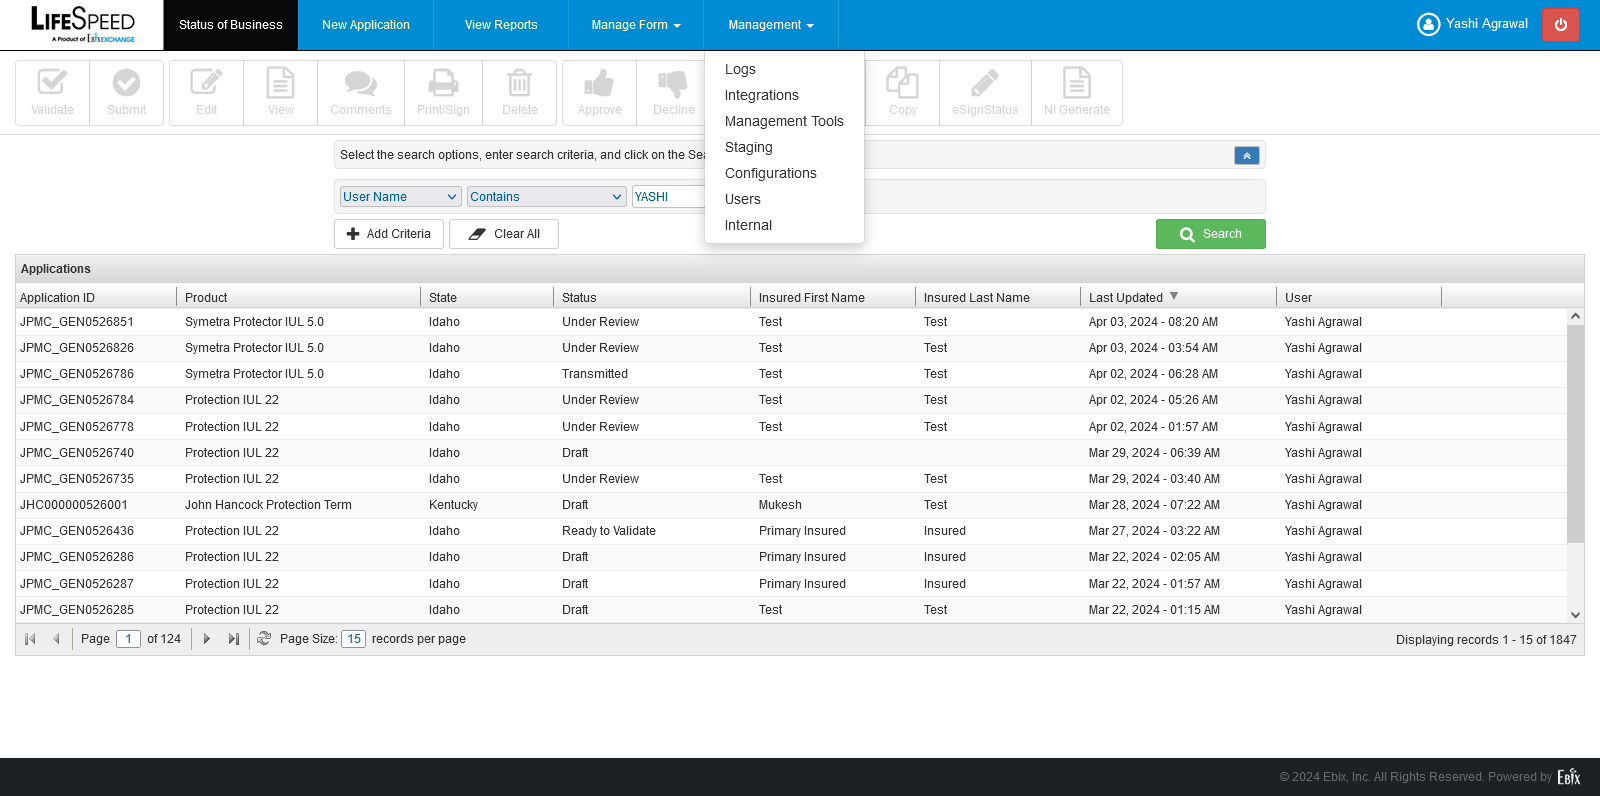 LIFESPEED
A Product of EbixEXCHANGE
Status of Business
New Application
View Reports
Manage Form
Management
Yashi Agrawal
Validate
Submit
Edit
View
Comments
Print/Sign
Delete
Approve
Decline
Copy
eSignStatus
NI Generate
Logs
Integrations
Management Tools
Staging
Configurations
Users
Internal
Select the search options, enter search criteria, and click on the Sea
User Name
Contains
YASHI
Add Criteria
Clear All
Search
Applications
Application ID Product State Status Insured First Name Insured Last Name Last Updated User
JPMC_GEN0526851 Symetra Protector IUL 5.0 Idaho Under Review Test Test Apr 03, 2024 - 08:20 AM Yashi Agrawal
JPMC_GEN0526826 Symetra Protector IUL 5.0 Idaho Under Review Test Test Apr 03, 2024 - 03:54 AM Yashi Agrawal
JPMC_GEN0526786 Symetra Protector IUL 5.0 Idaho Transmitted Test Test Apr 02, 2024 - 06:28 AM Yashi Agrawal
JPMC_GEN0526784 Protection IUL 22 Idaho Under Review Test Test Apr 02, 2024 - 05:26 AM Yashi Agrawal
JPMC_GEN0526778 Protection IUL 22 Idaho Under Review Test Test Apr 02, 2024 - 01:57 AM Yashi Agrawal
JPMC_GEN0526740 Protection IUL 22 Idaho Draft Mar 29, 2024 - 06:39 AM Yashi Agrawal
JPMC_GEN0526735 Protection IUL 22 Idaho Under Review Test Test Mar 29, 2024 - 03:40 AM Yashi Agrawal
JHC000000526001 John Hancock Protection Term Kentucky Draft Mukesh Test Mar 28, 2024 - 07:22 AM Yashi Agrawal
JPMC_GEN0526436 Protection IUL 22 Idaho Ready to Validate Primary Insured Insured Mar 27, 2024 - 03:22 AM Yashi Agrawal
JPMC_GEN0526286 Protection IUL 22 Idaho Draft Primary Insured Insured Mar 22, 2024 - 02:05 AM Yashi Agrawal
JPMC_GEN0526287 Protection IUL 22 Idaho Draft Primary Insured Insured Mar 22, 2024 - 01:57 AM Yashi Agrawal
JPMC_GEN0526285 Protection IUL 22 Idaho Draft Test Test Mar 22, 2024 - 01:15 AM Yashi Agrawal
Page 1 of 124 Page Size: 15 records per page Displaying records 1 - 15 of 1847
© 2024 Ebix, Inc. All Rights Reserved. Powered by Ebix